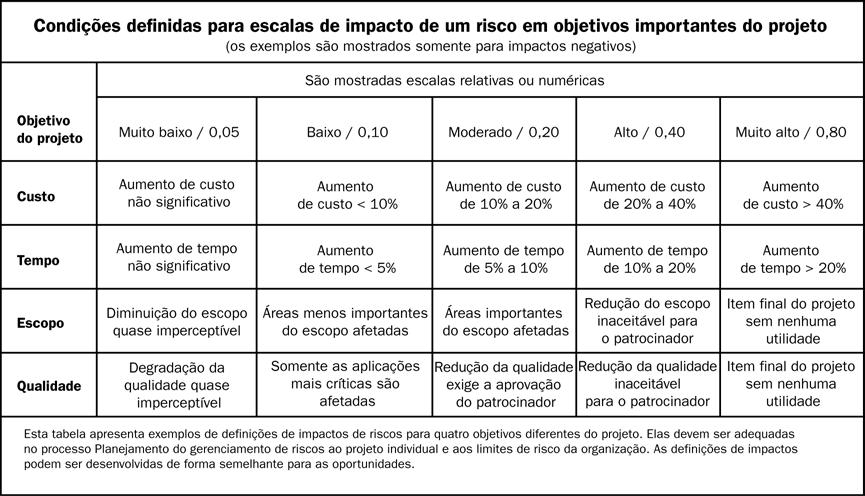 Condições definidas para escalas de impacto de um risco em objetivos importantes do projeto
(os exemplos são mostrados somente para impactos negativos)
São mostradas escalas relativas ou numéricas
Objetivo
do projeto
Muito baixo / 0,05
Baixo / 0,10
Moderado / 0,20
Alto / 0,40
Muito alto / 0,80
Custo
Aumento de custo
não significativo
Aumento
de custo < 10%
Aumento de custo
de 10% a 20%
Aumento de custo
de 20% a 40%
Aumento
de custo > 40%
Tempo
Aumento de tempo
não significativo
Aumento
de tempo < 5%
Aumento de tempo
de 5% a 10%
Aumento de tempo
de 10% a 20%
Aumento
de tempo > 20%
Escopo
Diminuição do escopo
quase imperceptível
Áreas menos importantes
do escopo afetadas
Áreas importantes
do escopo afetadas
Redução do escopo
inaceitável para
o patrocinador
Item final do projeto
sem nenhuma
utilidade
Qualidade
Degradação da
qualidade quase
imperceptível
Somente as aplicações
mais críticas são
afetadas
Redução da qualidade
exige a aprovação
do patrocinador
Redução da qualidade
inaceitável
para o patrocinador
Item final do projeto
sem nenhuma
utilidade
Esta tabela apresenta exemplos de definições de impactos de riscos para quatro objetivos diferentes do projeto. Elas devem ser adequadas
no processo Planejamento do gerenciamento de riscos ao projeto individual e aos limites de risco da organização. As definições de impactos
podem ser desenvolvidas de forma semelhante para as oportunidades.